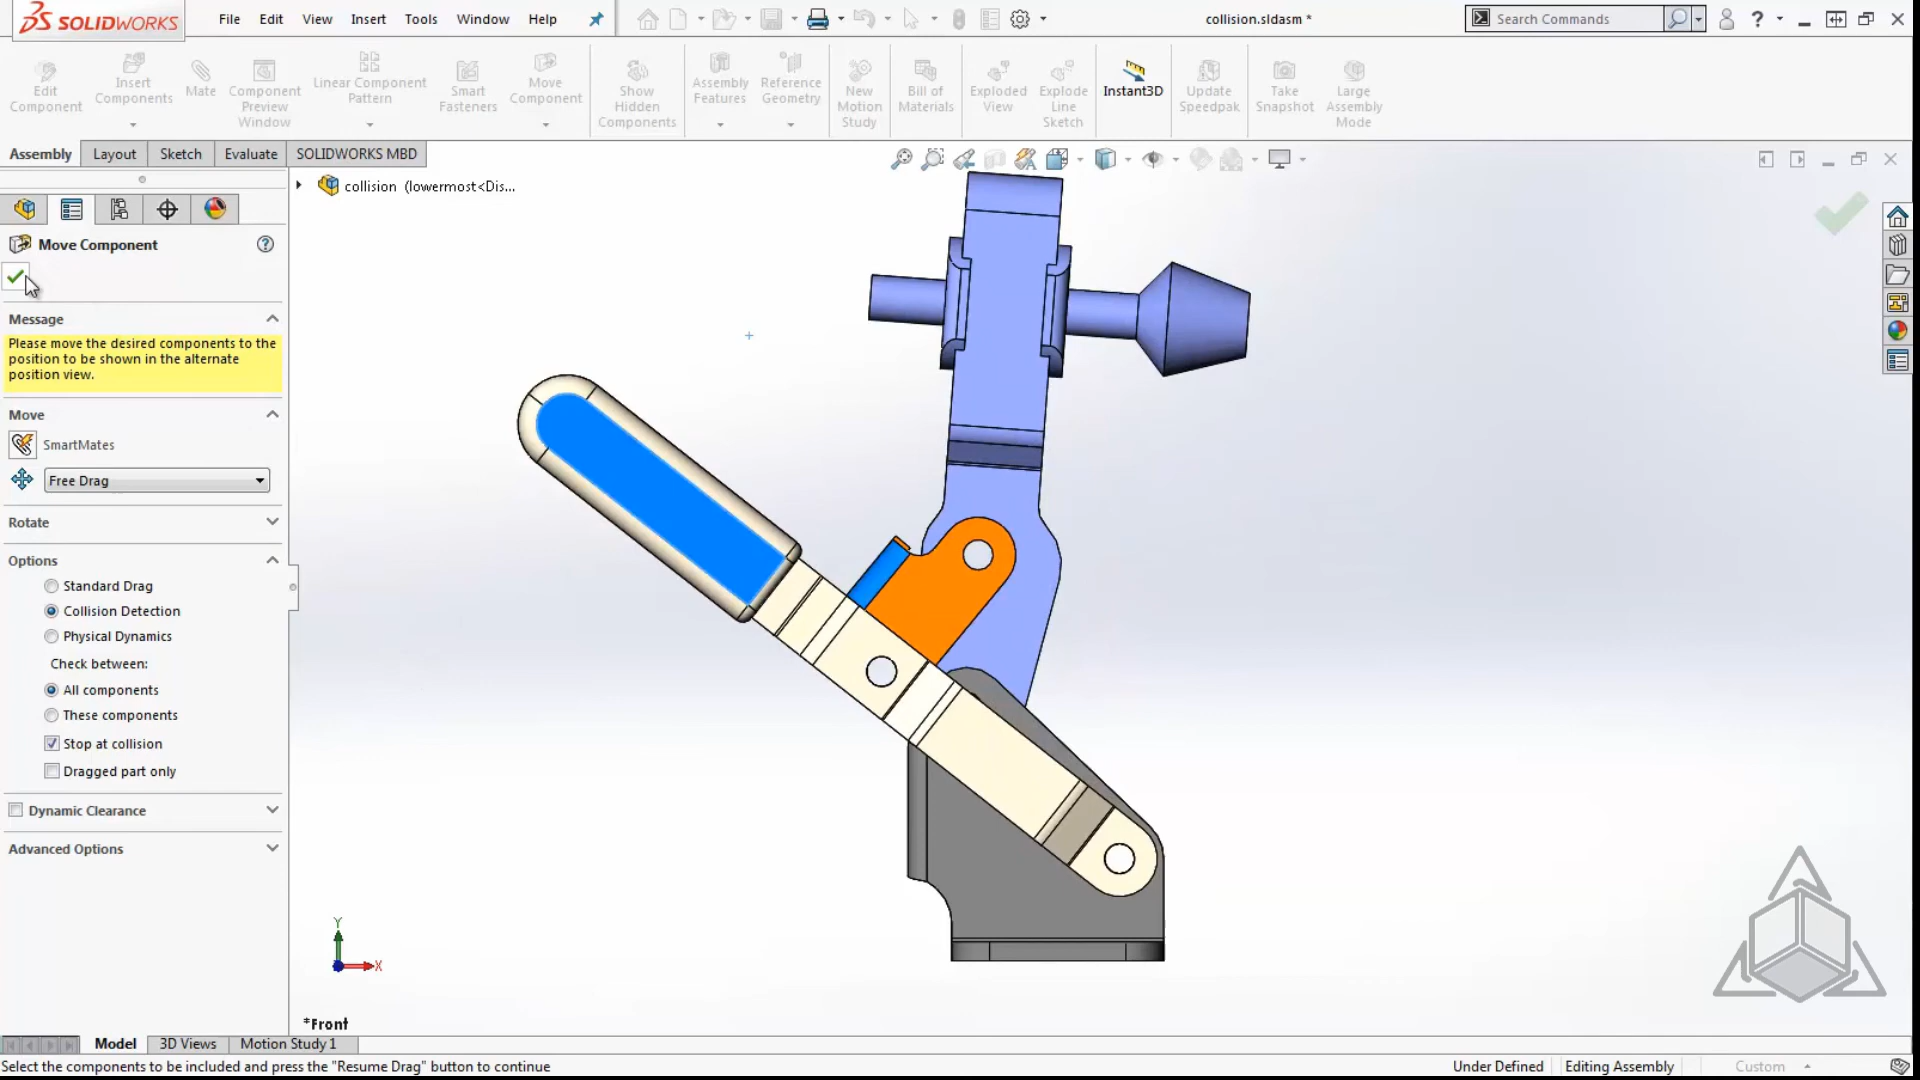 SOLIDWORKS
File Edit View Insert Tools Window Help
collision.sldasm *
Search Commands
?
Edit Component
Insert Components
Mate
Component Preview Window
Linear Component Pattern
Smart Fasteners
Move Component
Show Hidden Components
Assembly Features
Reference Geometry
New Motion Study
Bill of Materials
Exploded View
Explode Line Sketch
Instant3D
Update Speedpak
Take Snapshot
Large Assembly Mode
Assembly Layout Sketch Evaluate SOLIDWORKS MBD
collision (lowermost<Dis...
Move Component
?
Message
Please move the desired components to the
position to be shown in the alternate
position view.
Move
SmartMates
Free Drag
Rotate
Options
Standard Drag
Collision Detection
Physical Dynamics
Check between:
All components
These components
Stop at collision
Dragged part only
Dynamic Clearance
Advanced Options
Y
X
*Front
Model 3D Views Motion Study 1
Select the components to be included and press the "Resume Drag" button to continue
Under Defined Editing Assembly Custom